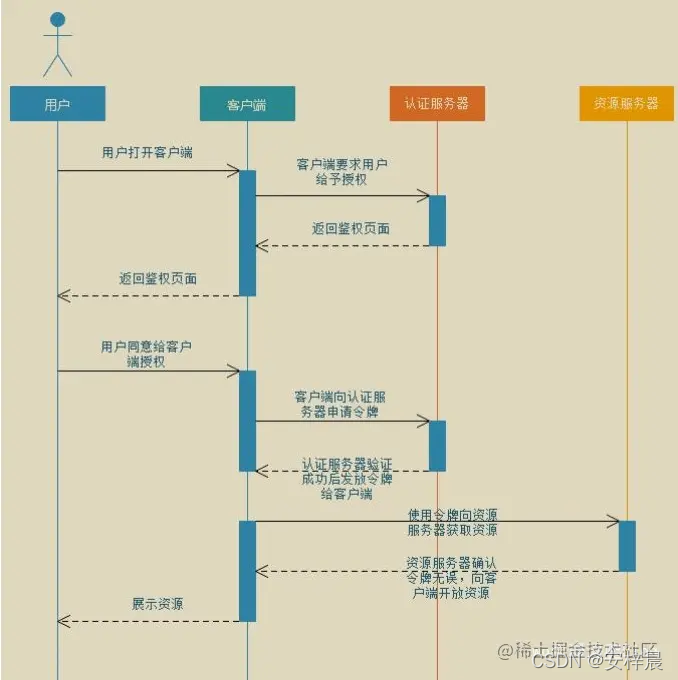 用户
客户端
认证服务器
资源服务器
用户打开客户端
客户端要求用户
给予授权
返回鉴权页面
返回鉴权页面
用户同意给客户
端授权
客户端向认证服
务器申请令牌
认证服务器验证
成功后发放令牌
给客户端
使用令牌向资源
服务器获取资源
资源服务器确认
令牌无误，向客
户端开放资源
展示资源
@稀土掘金技术社区
CSDN @安样晨